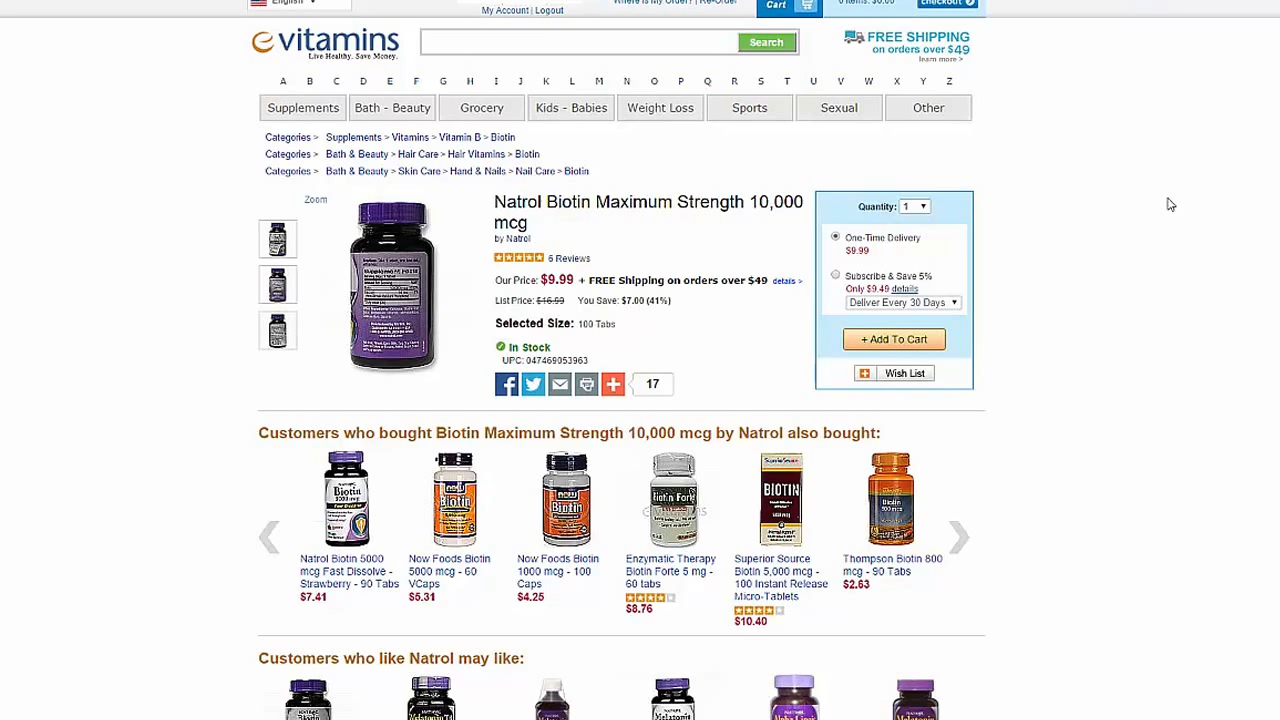 English
My Account | Logout
Where Is My Order? | Re-Order
Cart
0 items: $0.00
checkout
evitamins
Live Healthy. Save Money.
Search
FREE SHIPPING
on orders over $49
learn more >
A B C D E F G H I J K L M N O P Q R S T U V W X Y Z
Supplements Bath - Beauty Grocery Kids - Babies Weight Loss Sports Sexual Other
Categories > Supplements > Vitamins > Vitamin B > Biotin
Categories > Bath & Beauty > Hair Care > Hair Vitamins > Biotin
Categories > Bath & Beauty > Skin Care > Hand & Nails > Nail Care > Biotin
Zoom
Supplement Facts
Natrol Biotin Maximum Strength 10,000
mcg
by Natrol
6 Reviews
Our Price: $9.99 + FREE Shipping on orders over $49 details >
List Price: $16.99 You Save: $7.00 (41%)
Selected Size: 100 Tabs
In Stock
UPC: 047469053963
17
Quantity: 1
One-Time Delivery
$9.99
Subscribe & Save 5%
Only $9.49 details
Deliver Every 30 Days
+ Add To Cart
Wish List
Customers who bought Biotin Maximum Strength 10,000 mcg by Natrol also bought:
Natrol Biotin 5000
mcg Fast Dissolve -
Strawberry - 90 Tabs
$7.41
Now Foods Biotin
5000 mcg - 60
VCaps
$5.31
Now Foods Biotin
1000 mcg - 100
Caps
$4.25
Enzymatic Therapy
Biotin Forte 5 mg -
60 tabs
$8.76
Superior Source
Biotin 5,000 mcg -
100 Instant Release
Micro-Tablets
$10.40
Thompson Biotin 800
mcg - 90 Tabs
$2.63
Customers who like Natrol may like: